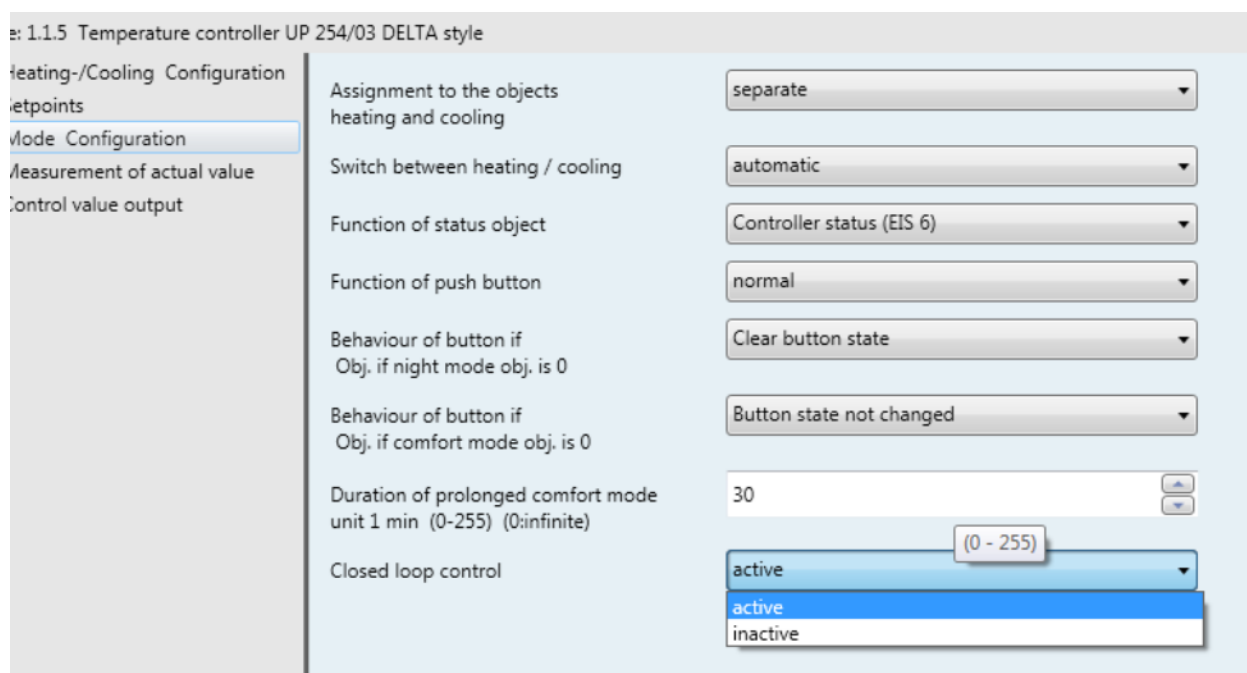 e: 1.1.5 Temperature controller UP 254/03 DELTA style
Heating-/Cooling Configuration
Setpoints
Mode Configuration
Measurement of actual value
Control value output
Assignment to the objects
heating and cooling
separate
Switch between heating / cooling
automatic
Function of status object
Controller status (EIS 6)
Function of push button
normal
Behaviour of button if
Obj. if night mode obj. is 0
Clear button state
Behaviour of button if
Obj. if comfort mode obj. is 0
Button state not changed
Duration of prolonged comfort mode
unit 1 min (0-255) (0:infinite)
30
(0 - 255)
Closed loop control
active
active
inactive